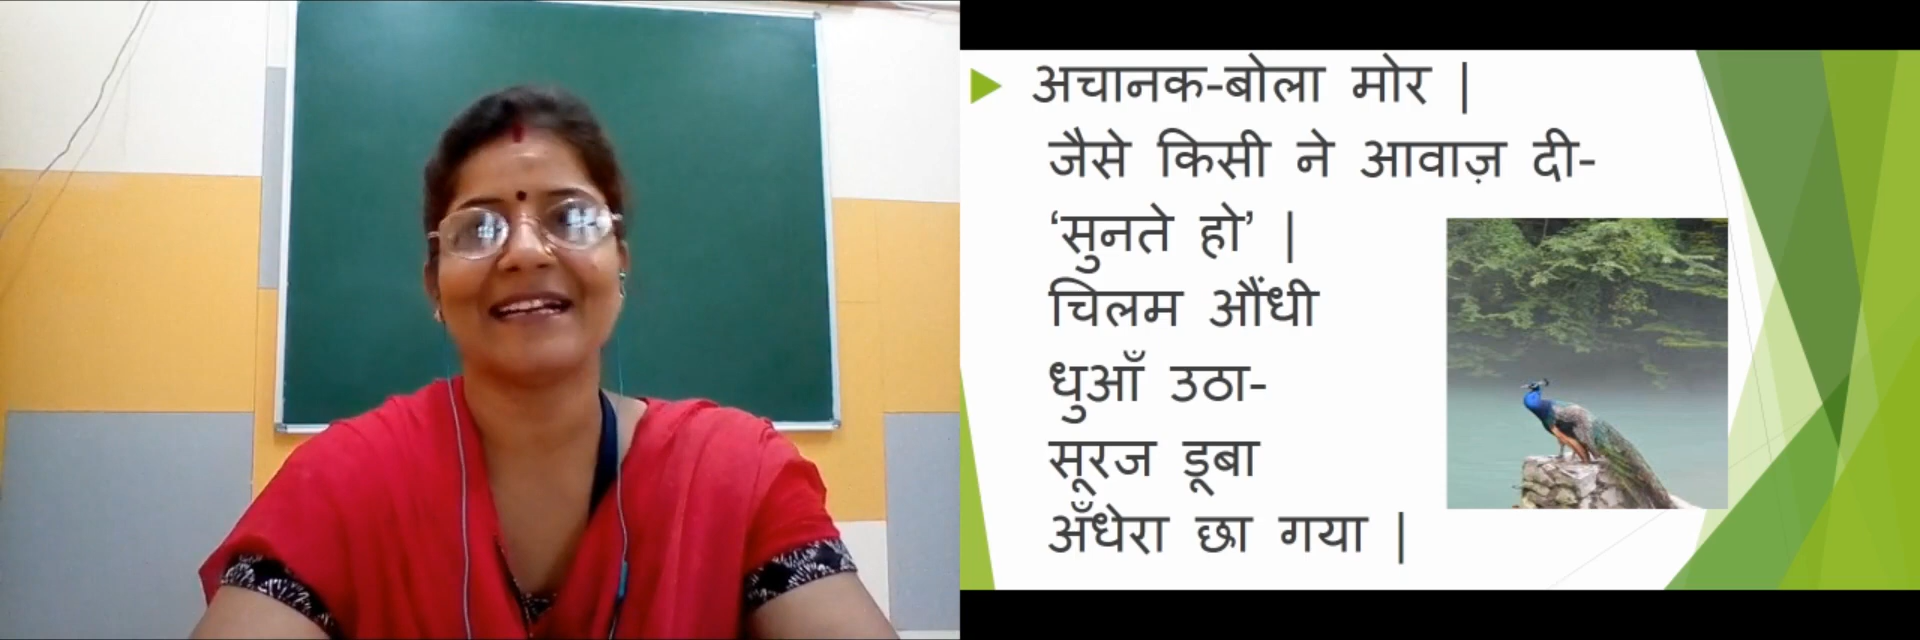 अचानक-बोला मोर |
जैसे किसी ने आवाज़ दी-
‘सुनते हो’ |
चिलम औंधी
धुआँ उठा-
सूरज डूबा
अँधेरा छा गया |